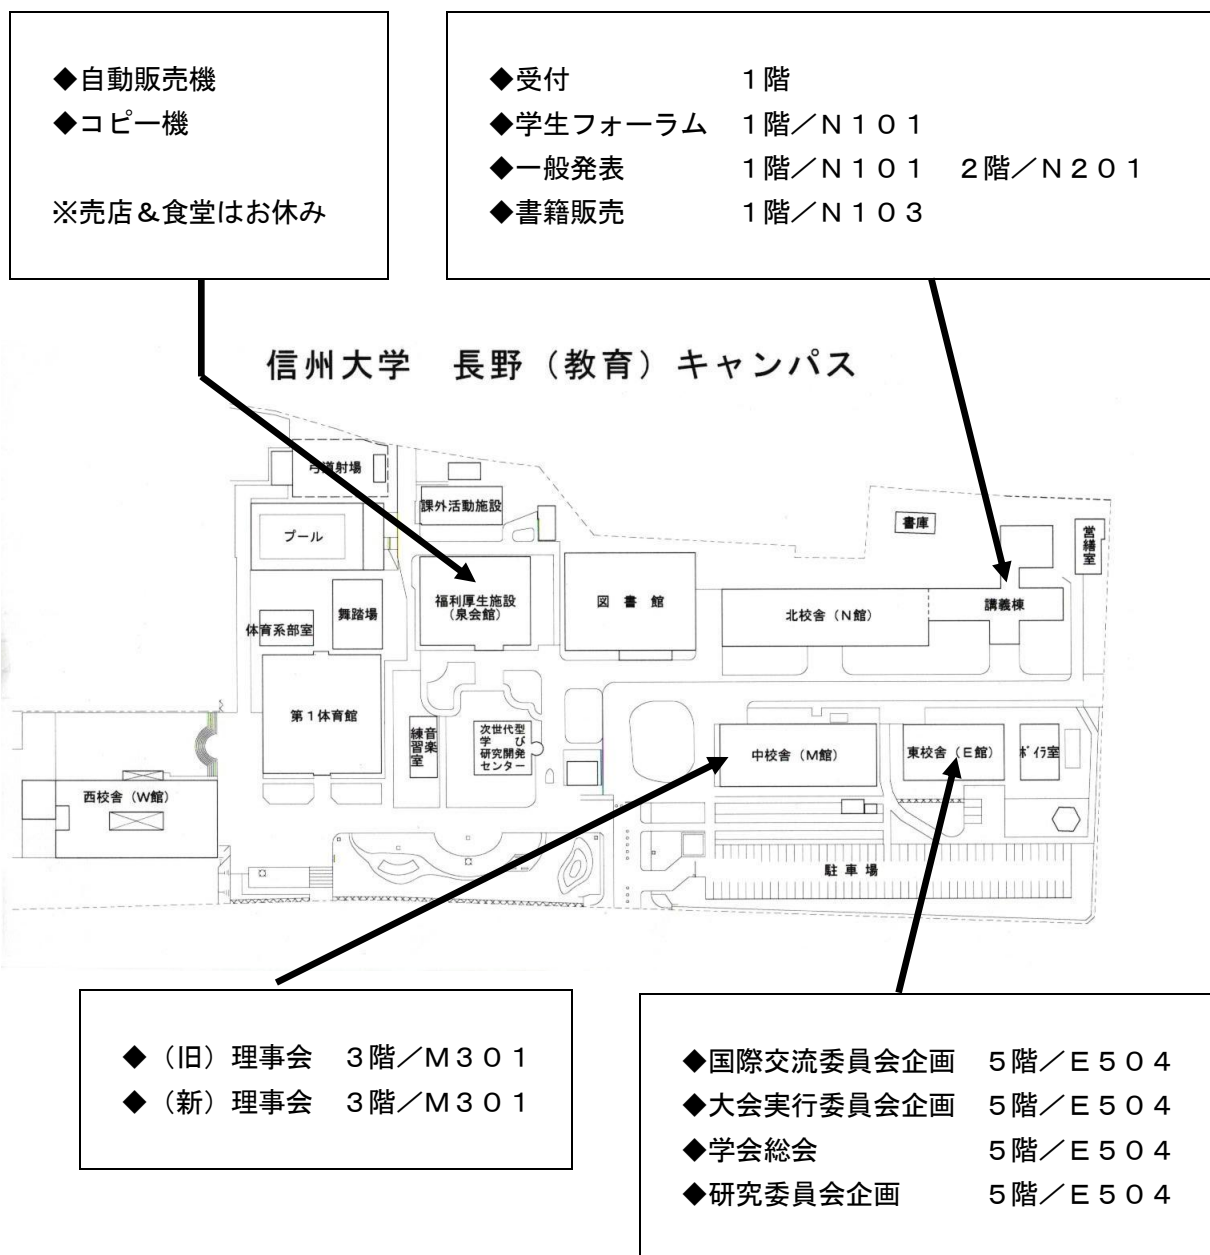 ◆自動販売機
◆コピー機
※売店＆食堂はお休み
◆受付　１階
◆学生フォーラム　１階／Ｎ１０１
◆一般発表　１階／Ｎ１０１　２階／Ｎ２０１
◆書籍販売　１階／Ｎ１０３
信州大学　長野（教育）キャンパス
弓道射場
課外活動施設
プール
書庫
営繕室
福利厚生施設
（泉会館）
図書館
北校舎（Ｎ館）
講義棟
舞踏場
体育系部室
第１体育館
音楽
練習室
次世代型
学び
研究開発
センター
中校舎（Ｍ館）
東校舎（Ｅ館）
ボイラ室
西校舎（Ｗ館）
駐車場
◆（旧）理事会　３階／Ｍ３０１
◆（新）理事会　３階／Ｍ３０１
◆国際交流委員会企画　５階／Ｅ５０４
◆大会実行委員会企画　５階／Ｅ５０４
◆学会総会　５階／Ｅ５０４
◆研究委員会企画　５階／Ｅ５０４